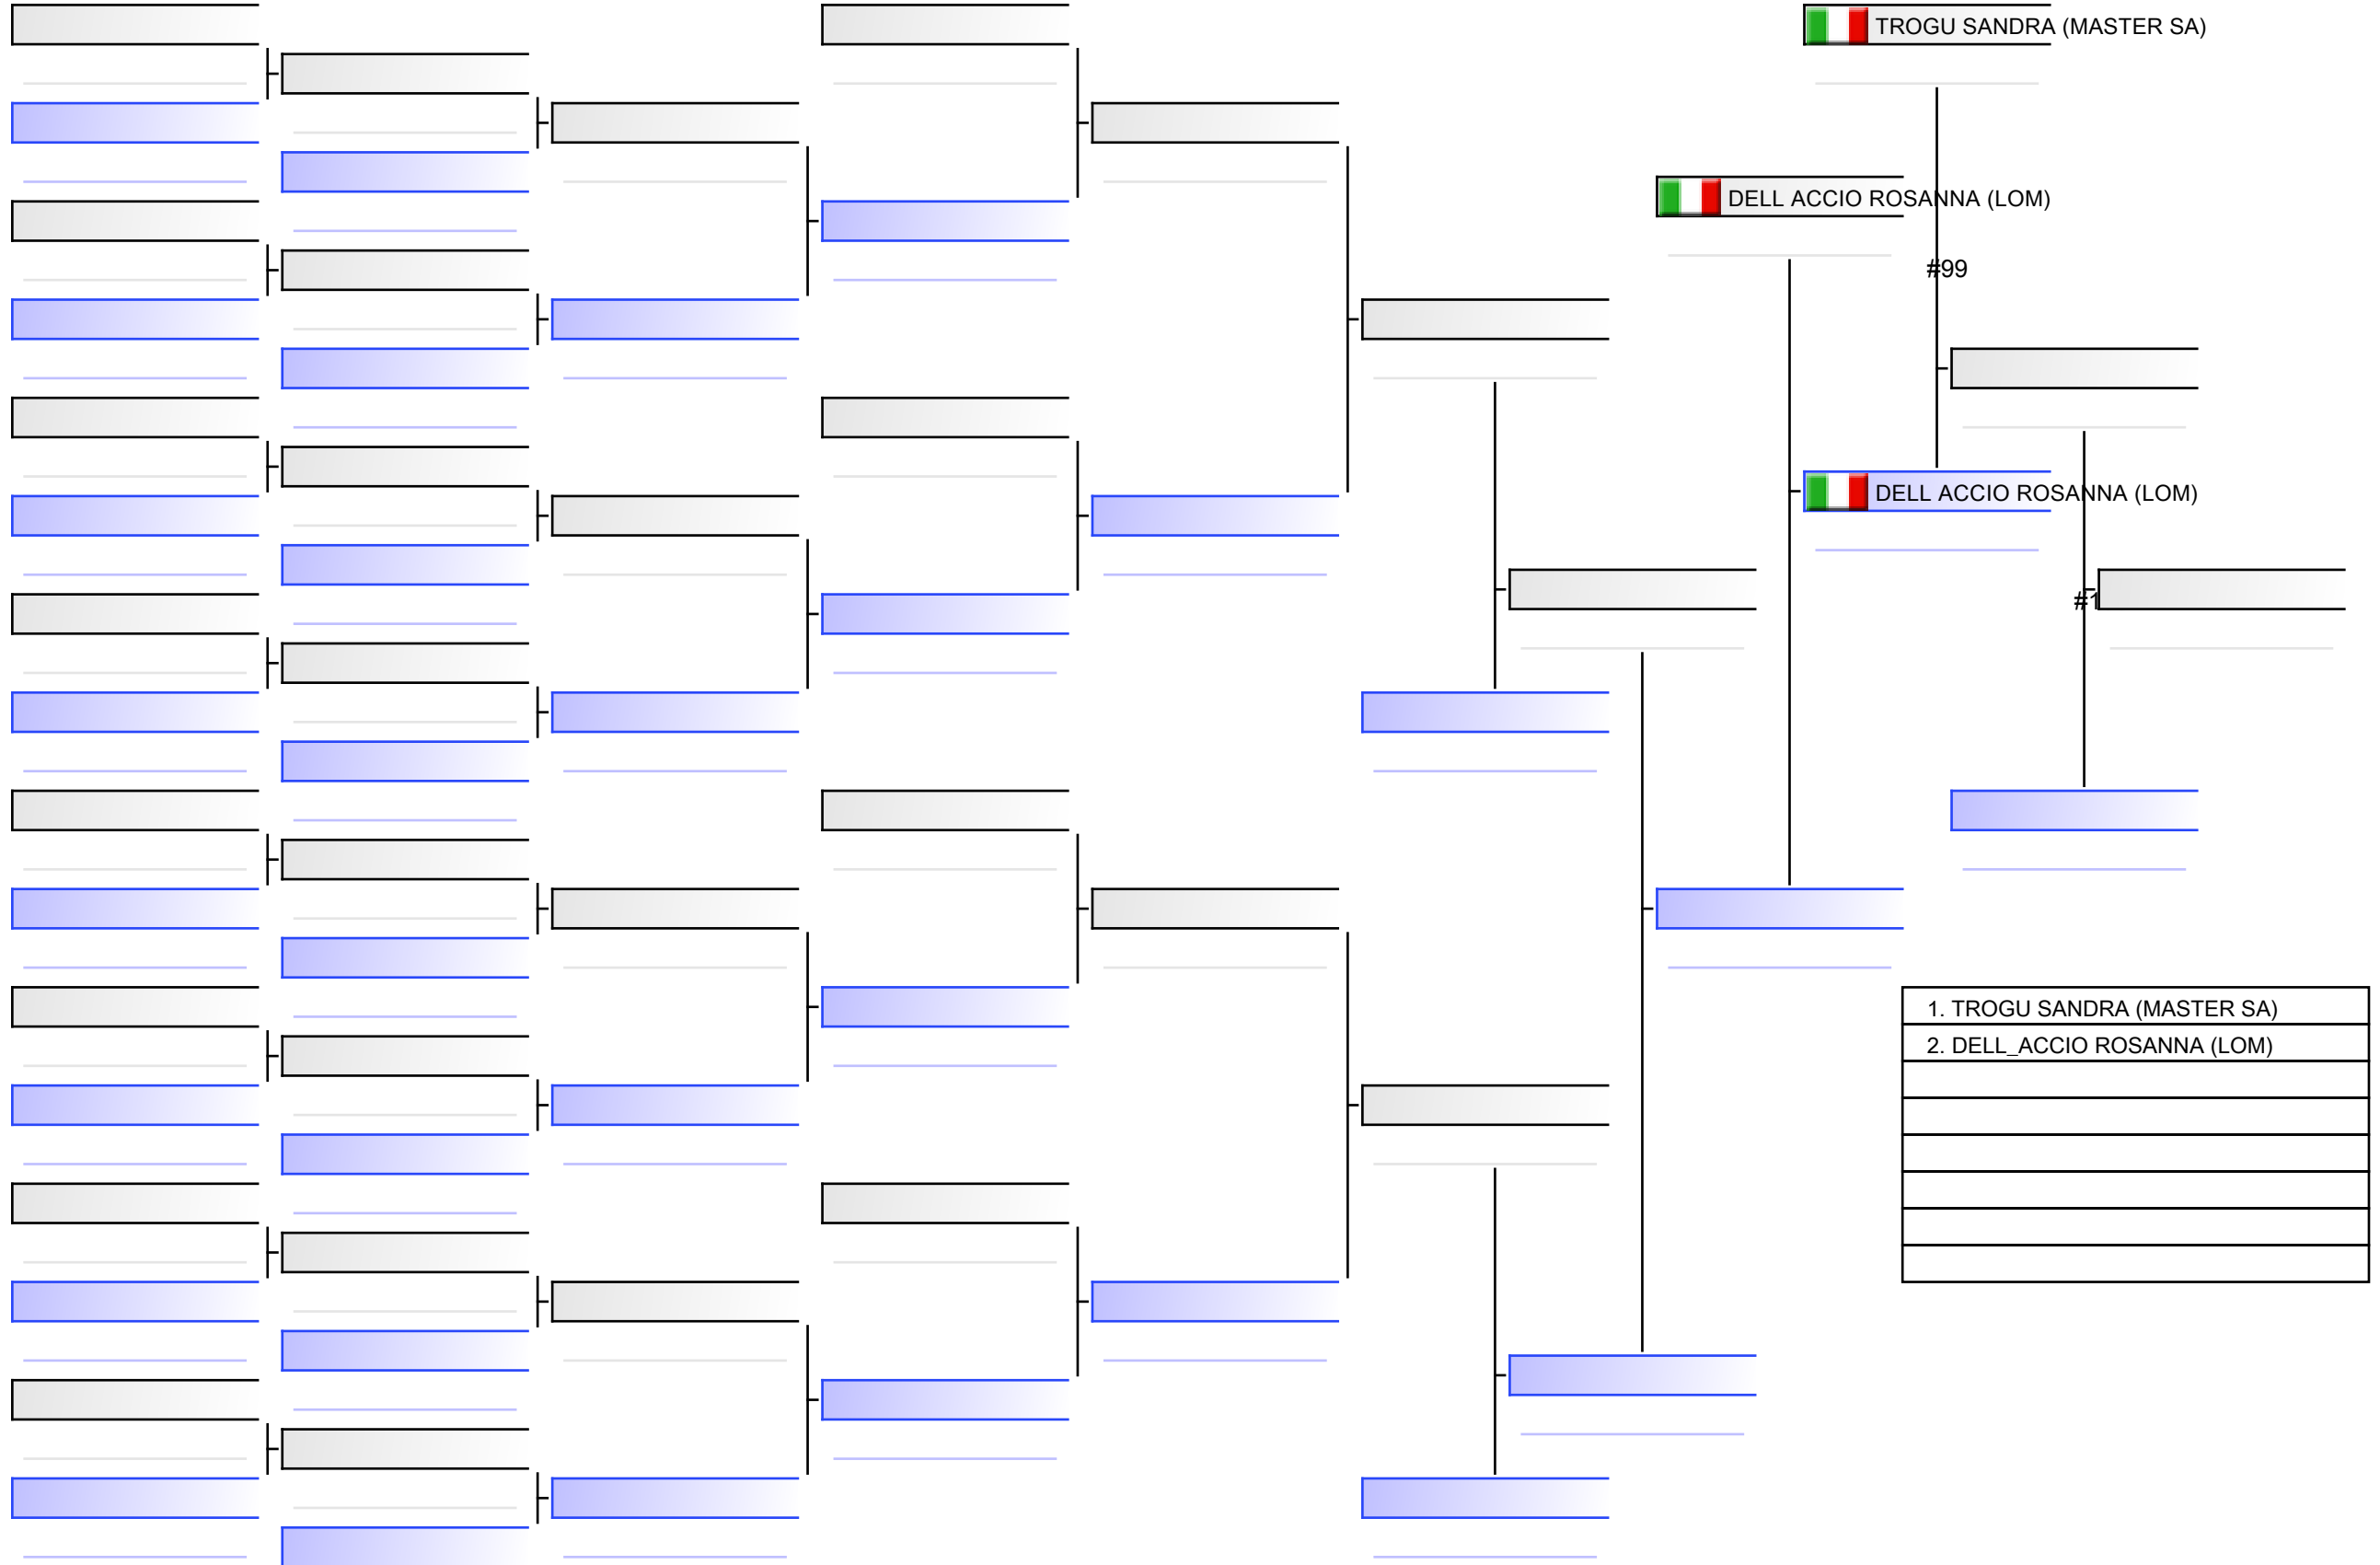 TROGU SANDRA (MASTER SA)
DELL ACCIO ROSANNA (LOM)
#99
DELL ACCIO ROSANNA (LOM)
#1
1. TROGU SANDRA (MASTER SA)
2. DELL_ACCIO ROSANNA (LOM)